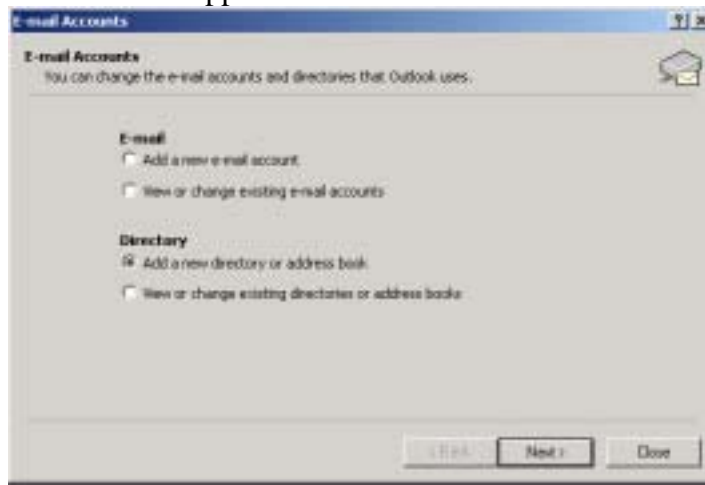 E-mail Accounts
E-mail Accounts
You can change the e-mail accounts and directories that Outlook uses.
E-mail
Add a new e-mail account
View or change existing e-mail accounts
Directory
Add a new directory or address book
View or change existing directories or address books
< Back Next > Close